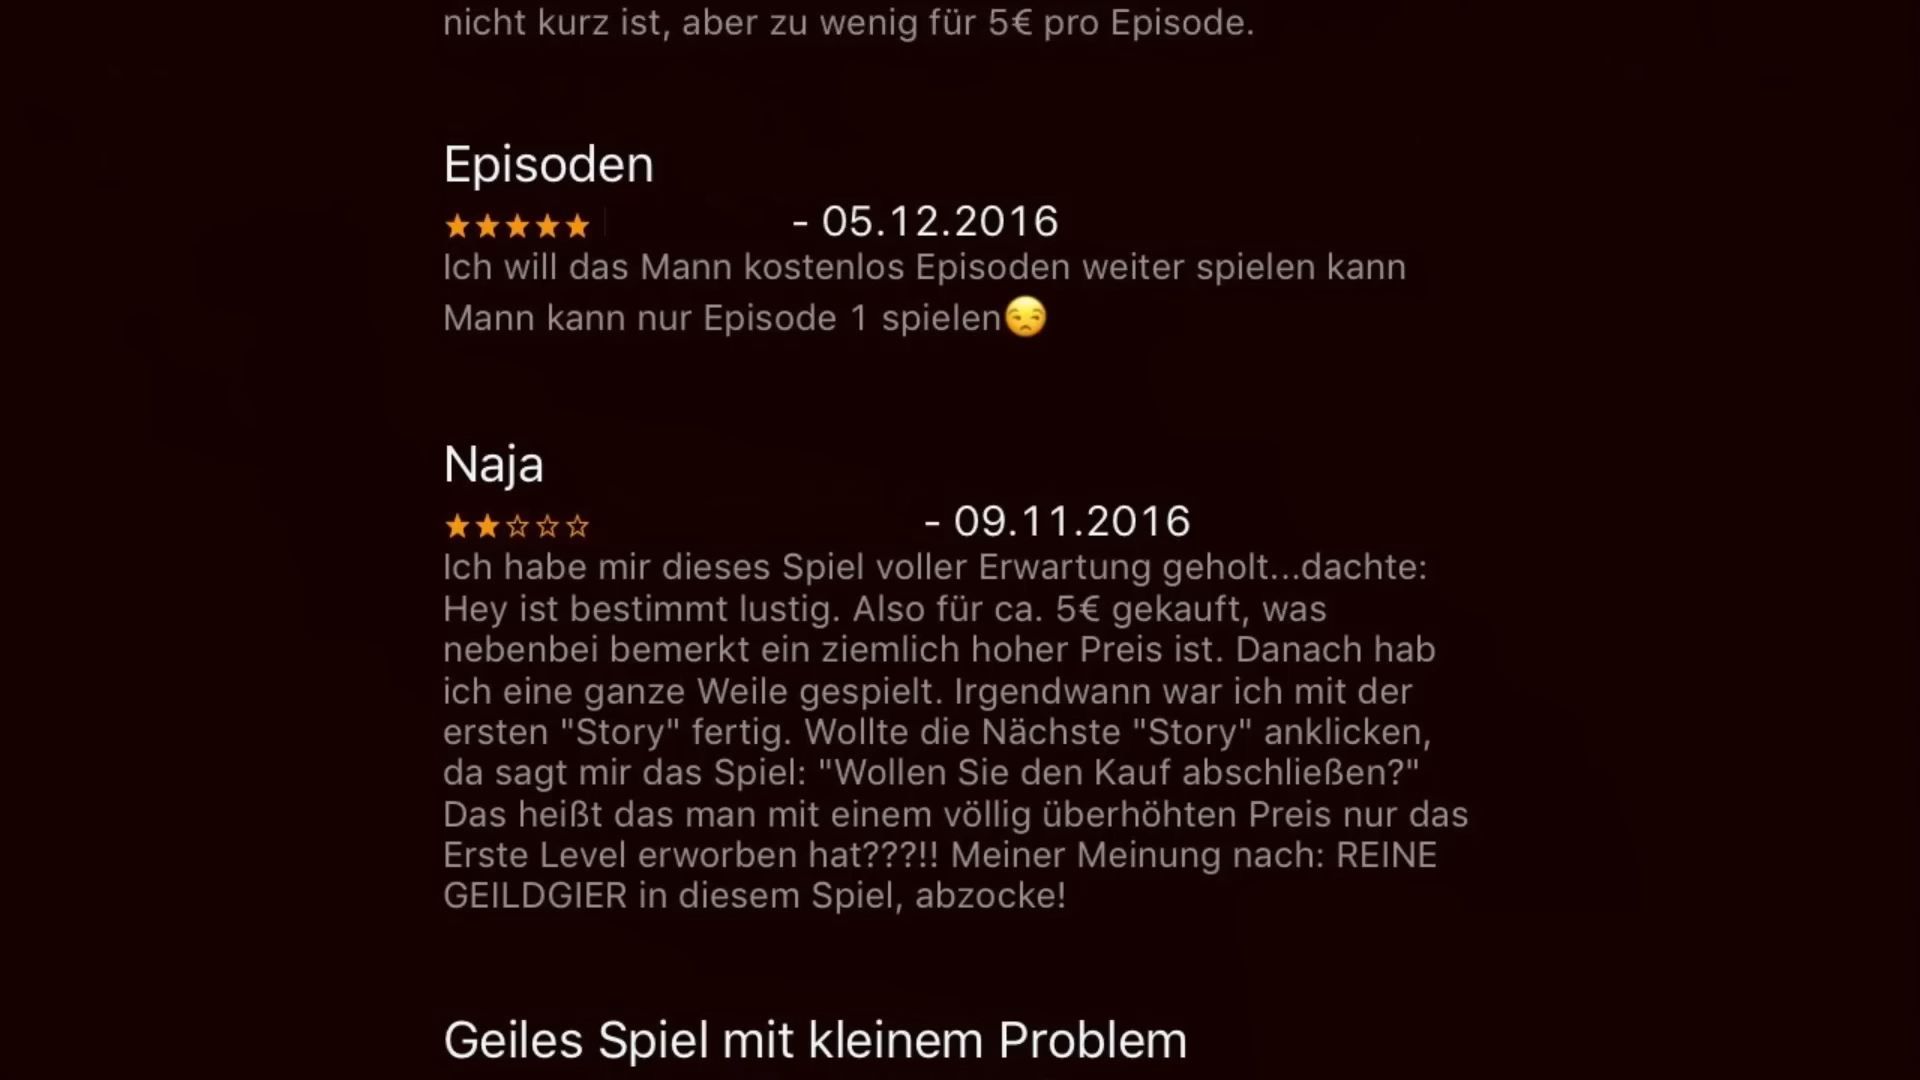 nicht kurz ist, aber zu wenig für 5€ pro Episode.
Episoden
★★★★★ - 05.12.2016
Ich will das Mann kostenlos Episoden weiter spielen kann
Mann kann nur Episode 1 spielen😒
Naja
★★☆☆☆ - 09.11.2016
Ich habe mir dieses Spiel voller Erwartung geholt...dachte:
Hey ist bestimmt lustig. Also für ca. 5€ gekauft, was
nebenbei bemerkt ein ziemlich hoher Preis ist. Danach hab
ich eine ganze Weile gespielt. Irgendwann war ich mit der
ersten "Story" fertig. Wollte die Nächste "Story" anklicken,
da sagt mir das Spiel: "Wollen Sie den Kauf abschließen?"
Das heißt das man mit einem völlig überhöhten Preis nur das
Erste Level erworben hat???!! Meiner Meinung nach: REINE
GEILDGIER in diesem Spiel, abzocke!
Geiles Spiel mit kleinem Problem